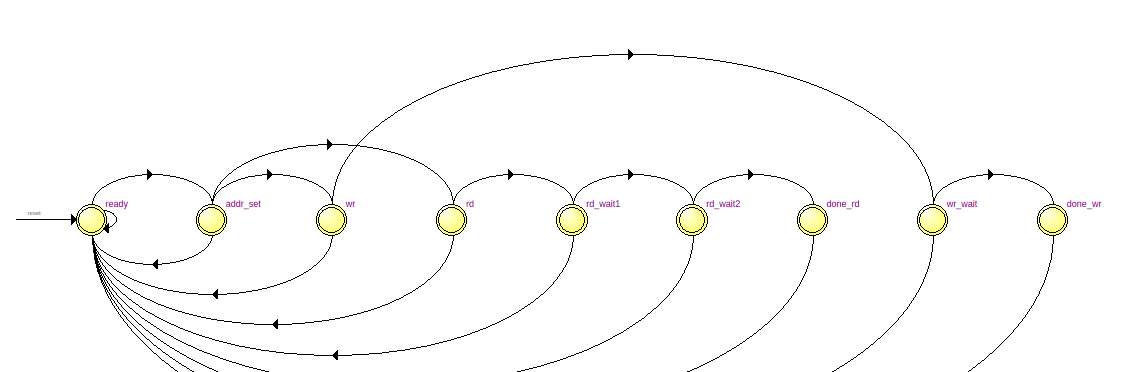 reset
ready
addr_set
wr
rd
rd_wait1
rd_wait2
done_rd
wr_wait
done_wr